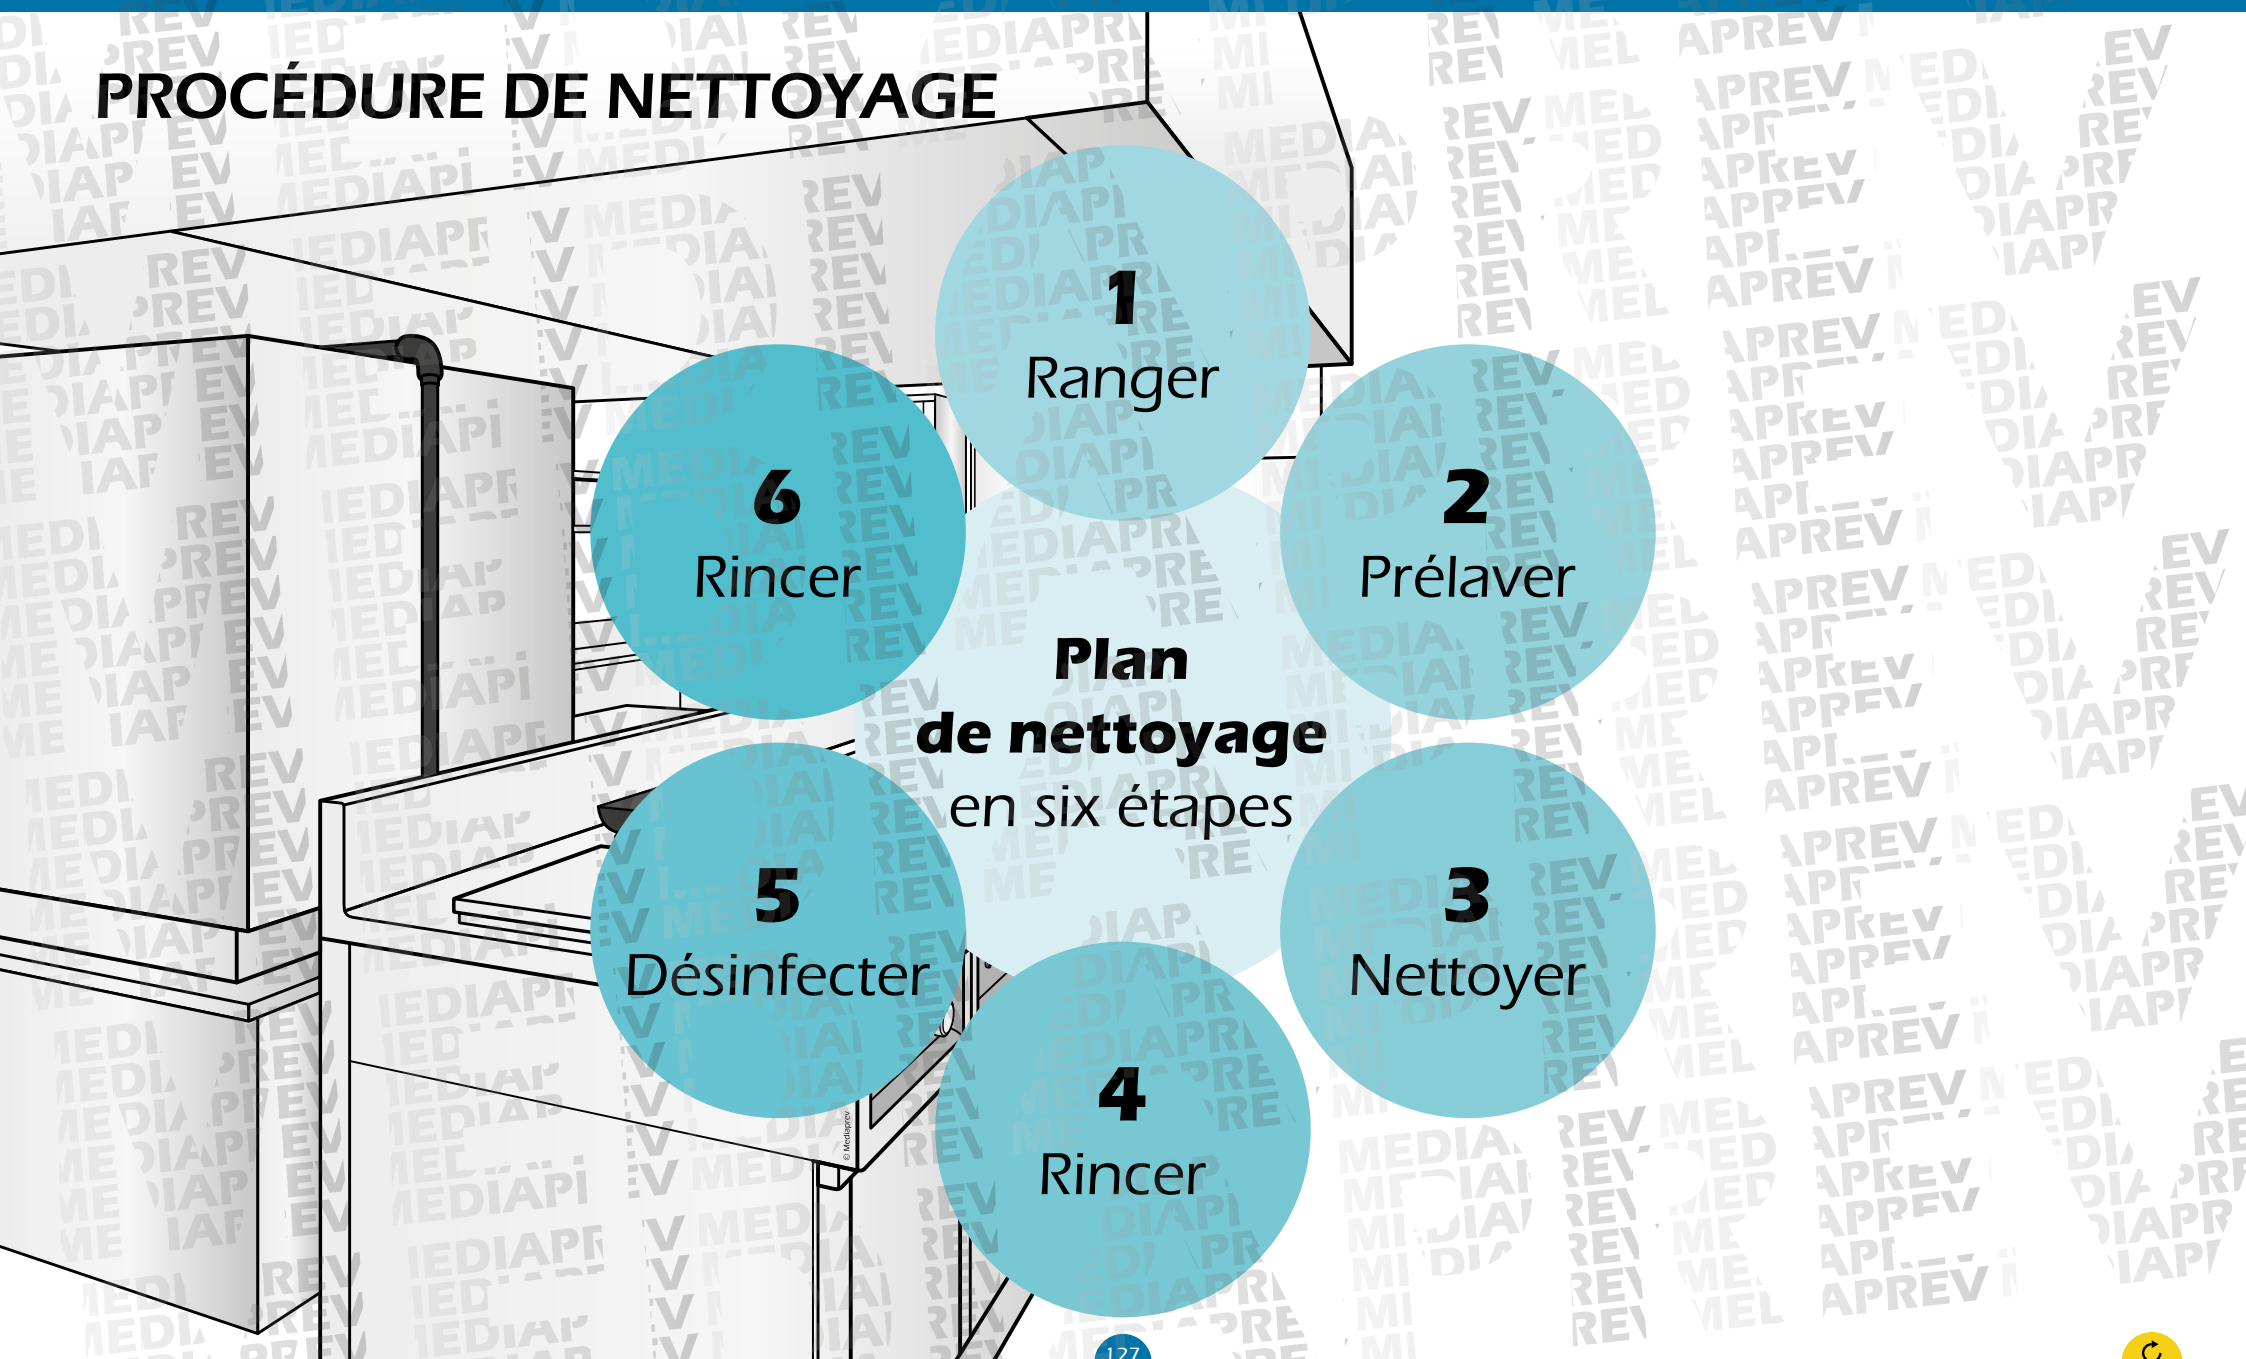 PROCÉDURE DE NETTOYAGE
1
Ranger
2
Prélaver
3
Nettoyer
4
Rincer
5
Désinfecter
6
Rincer
Plan
de nettoyage
en six étapes
© Mediaprev
127